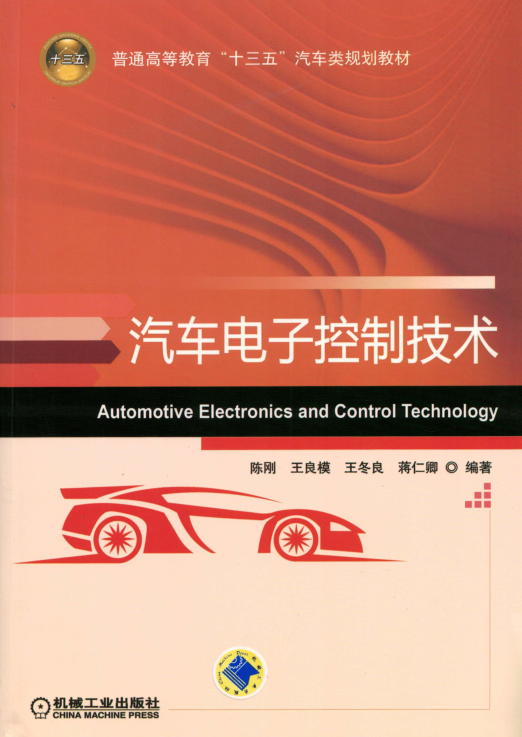 十三五
普通高等教育“十三五”汽车类规划教材
汽车电子控制技术
Automotive Electronics and Control Technology
陈刚 王良模 王冬良 蒋仁卿 ◎ 编著
机械工业出版社
CHINA MACHINE PRESS